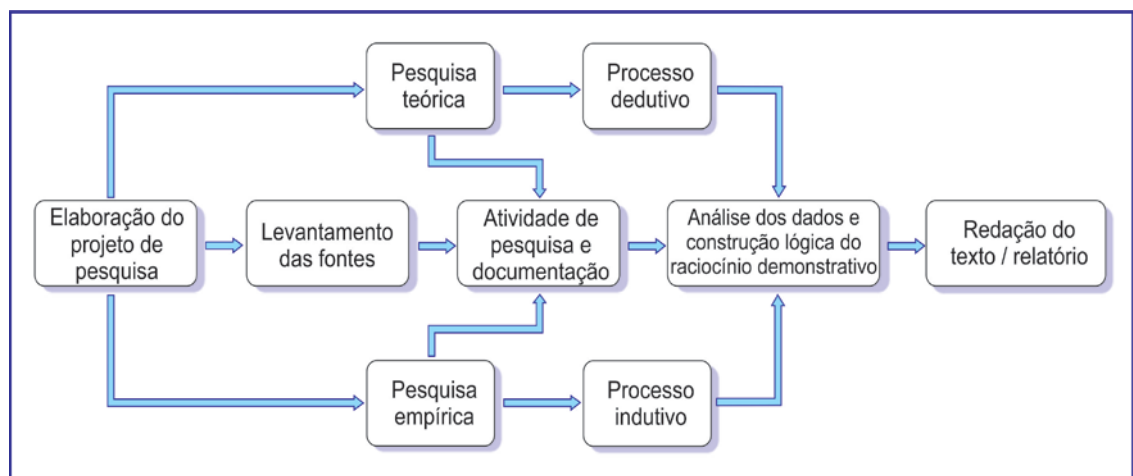 Pesquisa
teórica
Processo
dedutivo
Elaboração do
projeto de
pesquisa
Levantamento
das fontes
Atividade de
pesquisa e
documentação
Análise dos dados e
construção lógica do
raciocínio demonstrativo
Redação do
texto / relatório
Pesquisa
empírica
Processo
indutivo